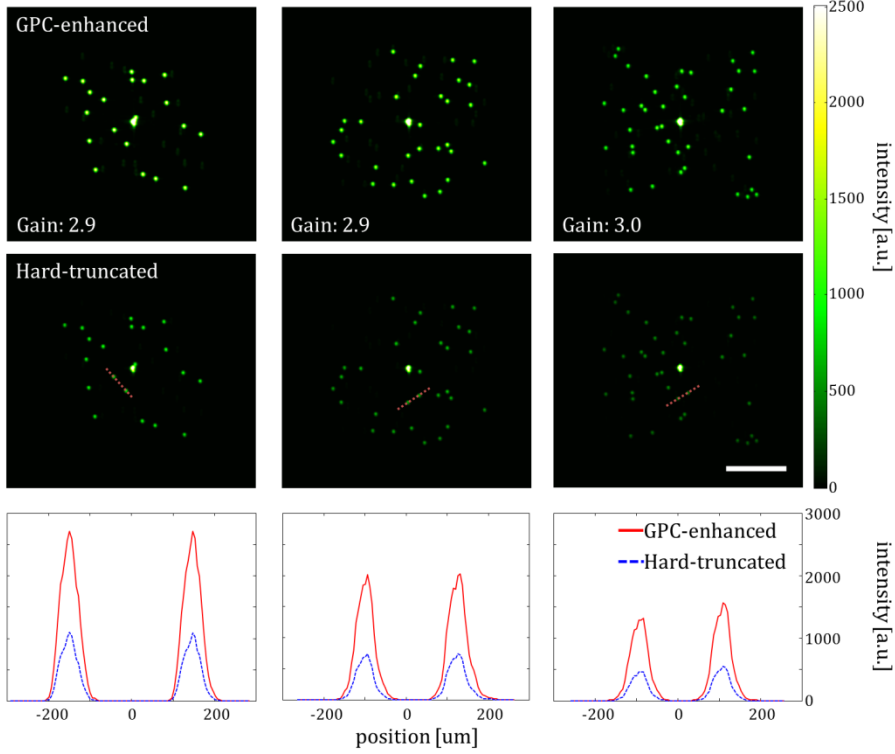 GPC-enhanced
Gain: 2.9
Gain: 2.9
Gain: 3.0
2500
2000
1500
1000
500
0
intensity [a.u.]
Hard-truncated
GPC-enhanced
Hard-truncated
3000
2000
1000
0
intensity [a.u.]
-200 0 200
-200 0 200
-200 0 200
position [um]